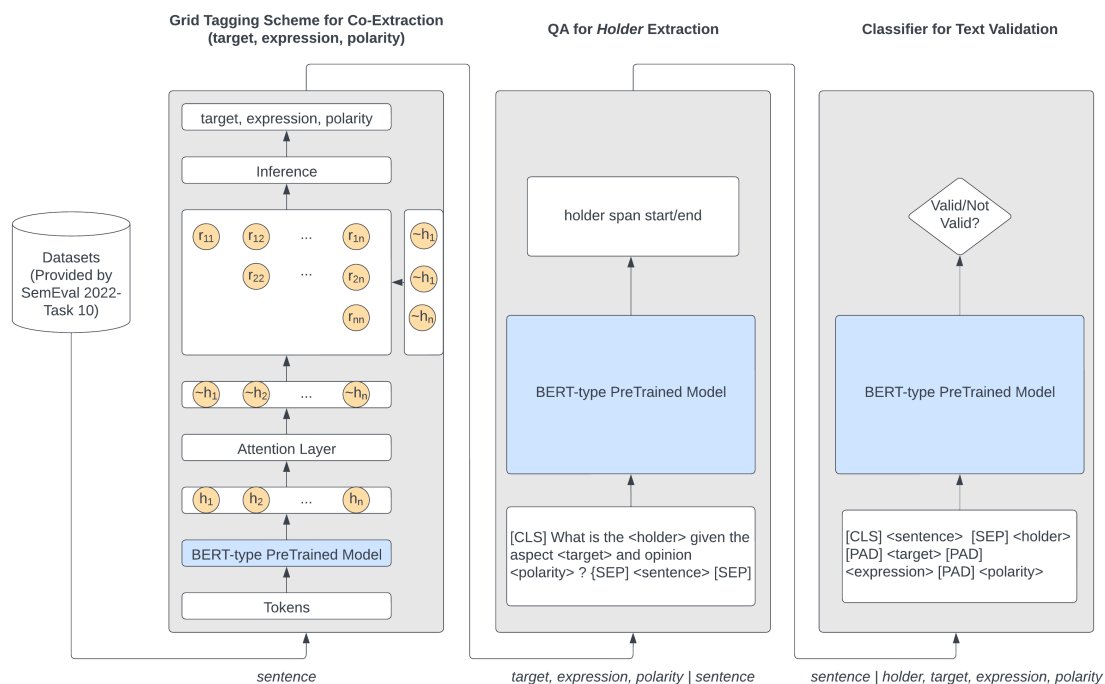 Grid Tagging Scheme for Co-Extraction
(target, expression, polarity)
QA for Holder Extraction
Classifier for Text Validation
Datasets
(Provided by
SemEval 2022-
Task 10)
target, expression, polarity
Inference
r11 r12 ... r1n ~h1
r22 ... r2n ~h1
rnn ~hn
~h1 ~h2 ... ~hn
Attention Layer
h1 h2 ... hn
BERT-type PreTrained Model
Tokens
sentence
holder span start/end
BERT-type PreTrained Model
[CLS] What is the <holder> given the
aspect <target> and opinion
<polarity> ? {SEP] <sentence> [SEP]
target, expression, polarity | sentence
Valid/Not
Valid?
BERT-type PreTrained Model
[CLS] <sentence> [SEP] <holder>
[PAD] <target> [PAD]
<expression> [PAD] <polarity>
sentence | holder, target, expression, polarity